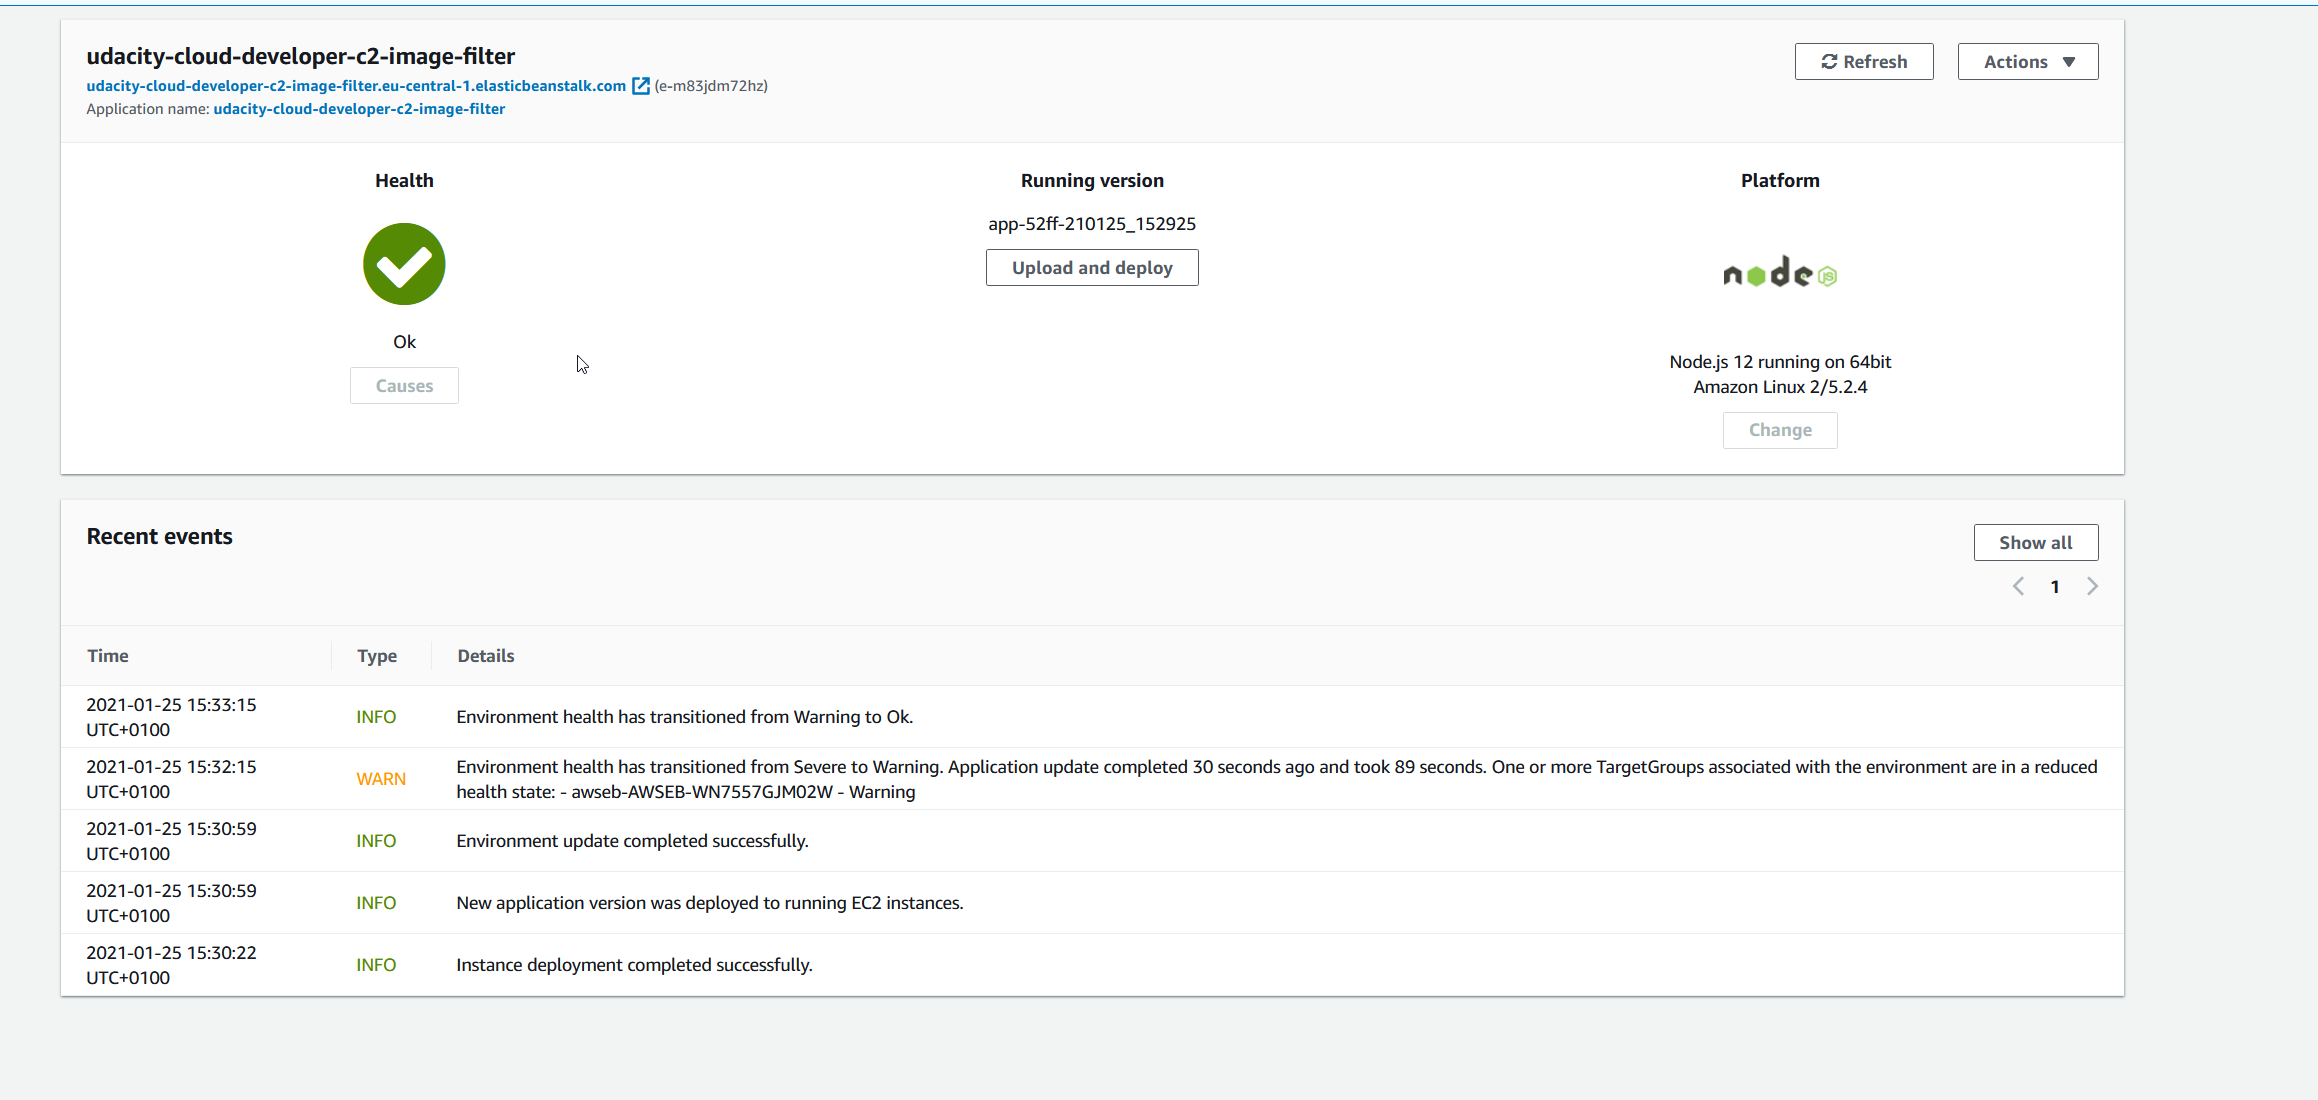 udacity-cloud-developer-c2-image-filter
udacity-cloud-developer-c2-image-filter.eu-central-1.elasticbeanstalk.com (e-m83jdm72hz)
Application name: udacity-cloud-developer-c2-image-filter
Refresh
Actions
Health
Ok
Causes
Running version
app-52ff-210125_152925
Upload and deploy
Platform
node JS
Node.js 12 running on 64bit
Amazon Linux 2/5.2.4
Change
Recent events
Show all
1
Time Type Details
2021-01-25 15:33:15
UTC+0100
INFO
Environment health has transitioned from Warning to Ok.
2021-01-25 15:32:15
UTC+0100
WARN
Environment health has transitioned from Severe to Warning. Application update completed 30 seconds ago and took 89 seconds. One or more TargetGroups associated with the environment are in a reduced
health state: - awseb-AWSEB-WN7557GJM02W - Warning
2021-01-25 15:30:59
UTC+0100
INFO
Environment update completed successfully.
2021-01-25 15:30:59
UTC+0100
INFO
New application version was deployed to running EC2 instances.
2021-01-25 15:30:22
UTC+0100
INFO
Instance deployment completed successfully.